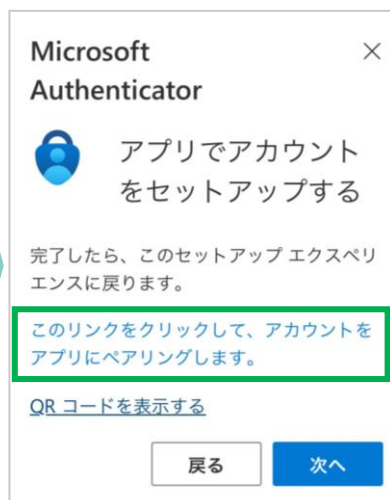 Microsoft
Authenticator
アプリでアカウント
をセットアップする
完了したら、このセットアップ エクスペリ
エンスに戻ります。
このリンクをクリックして、アカウントを
アプリにペアリングします。
QR コードを表示する
戻る
次へ